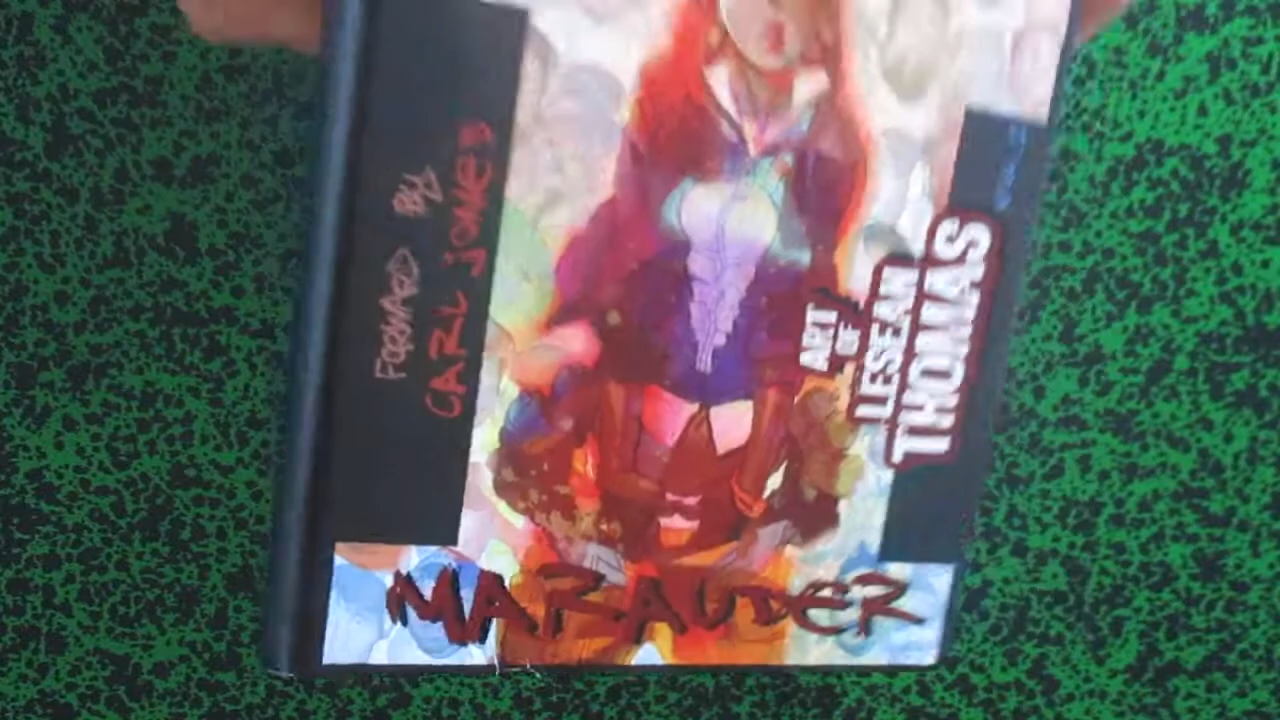 FORWARD BY
CARL JONES
ART
OF
LESEAN
THOMAS
MARAUDER